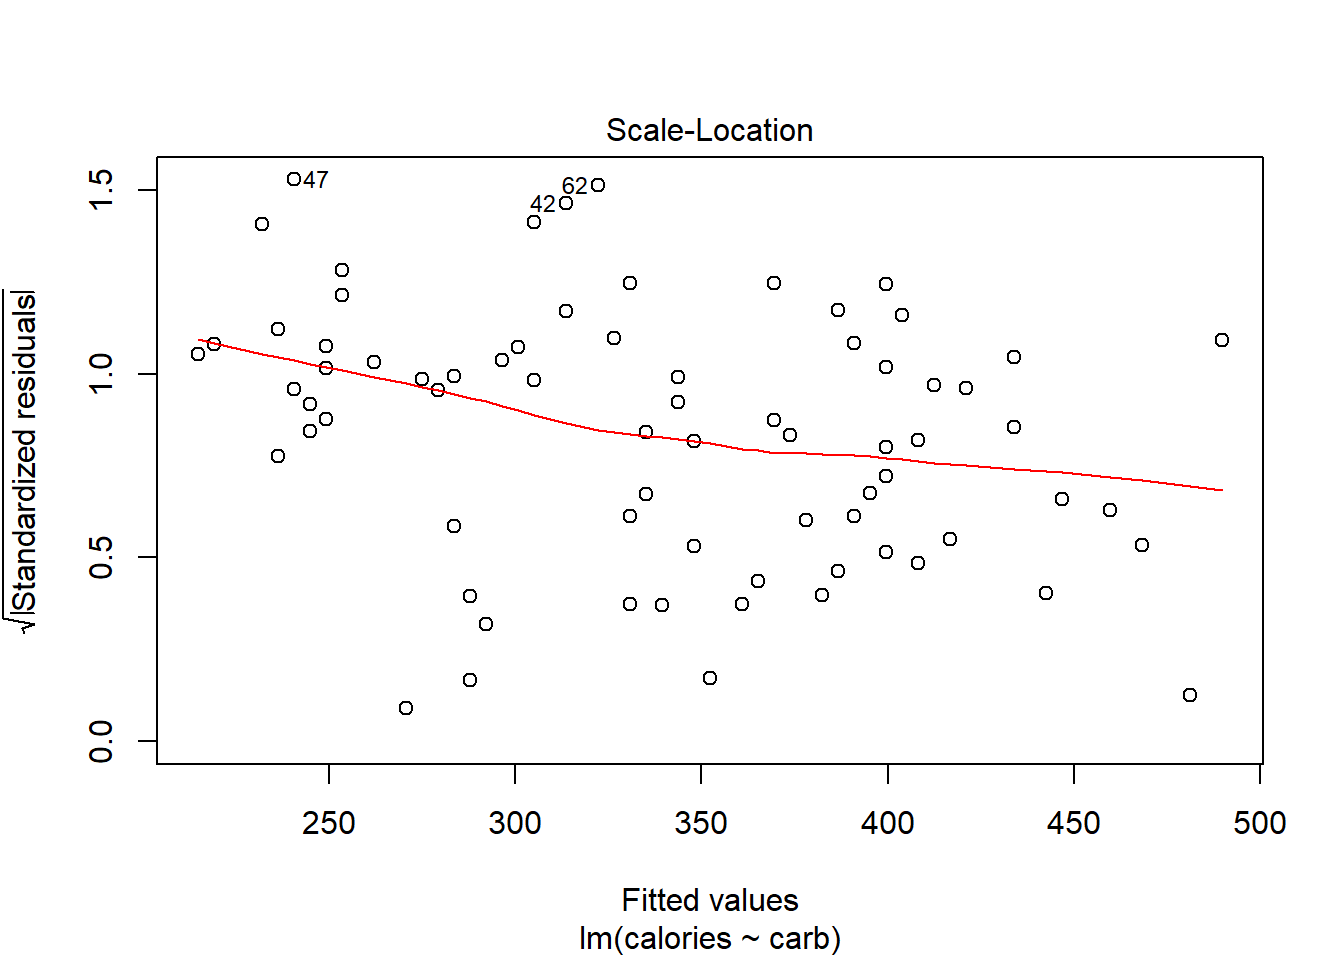 Scale-Location
√|Standardized residuals|
1.5
1.0
0.5
0.0
47
62
42
250 300 350 400 450 500
Fitted values
lm(calories ~ carb)